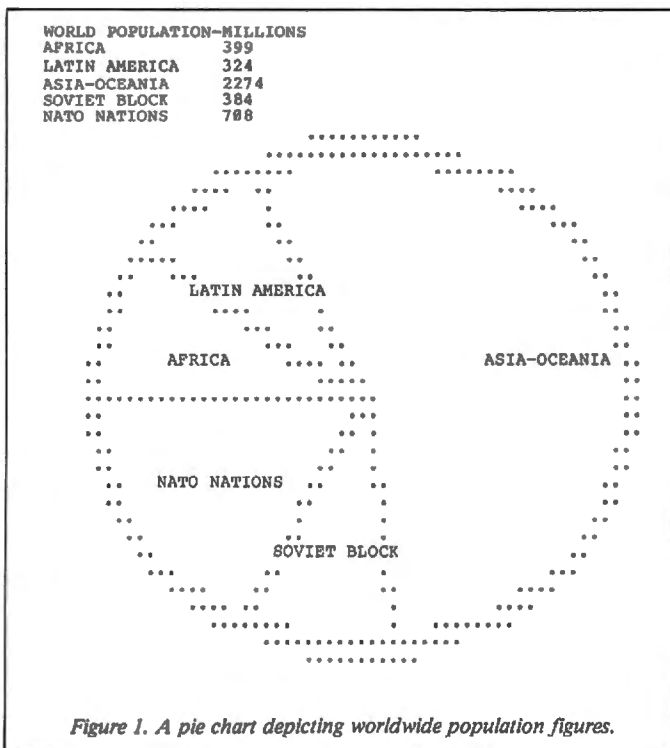 WORLD POPULATION-MILLIONS
AFRICA 399
LATIN AMERICA 324
ASIA-OCEANIA 2274
SOVIET BLOCK 384
NATO NATIONS 708
LATIN AMERICA
AFRICA
ASIA-OCEANIA
NATO NATIONS
SOVIET BLOCK
Figure 1. A pie chart depicting worldwide population figures.